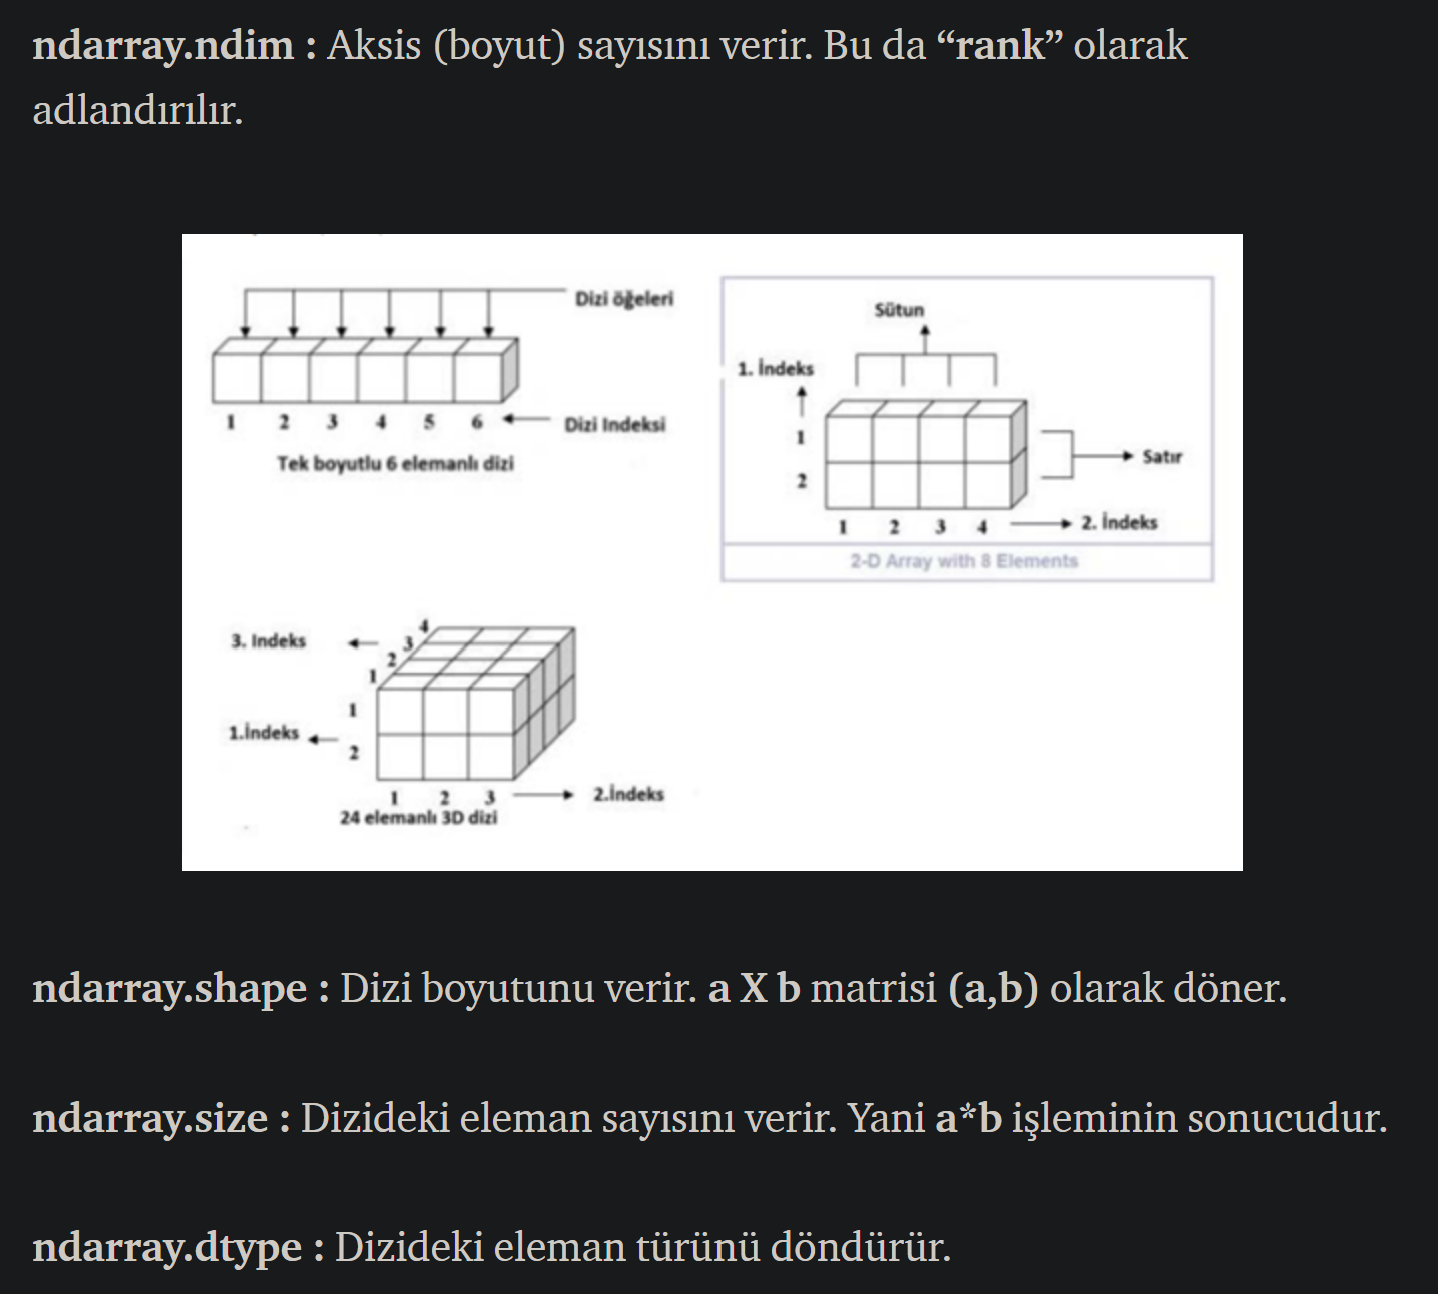 ndarray.ndim : Aksis (boyut) sayısını verir. Bu da “rank” olarak
adlandırılır.
Dizi öğeleri
1 2 3 4 5 6
Dizi Indeksi
Tek boyutlu 6 elemanlı dizi
Sütun
1. İndeks
1
2
Satır
1 2 3 4
2. İndeks
2-D Array with 8 Elements
3. Indeks
4
3
2
1
1
1.İndeks
2
1 2 3
2.İndeks
24 elemanlı 3D dizi
ndarray.shape : Dizi boyutunu verir. a X b matrisi (a,b) olarak döner.
ndarray.size : Dizideki eleman sayısını verir. Yani a*b işleminin sonucudur.
ndarray.dtype : Dizideki eleman türünü döndürür.